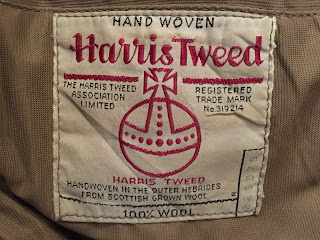 HAND WOVEN
Harris Tweed
THE HARRIS TWEED
ASSOCIATION
LIMITED
REGISTERED
TRADE MARK
No.319214
HARRIS TWEED
HANDWOVEN IN THE OUTER HEBRIDES
FROM SCOTTISH GROWN WOOL
100% WOOL